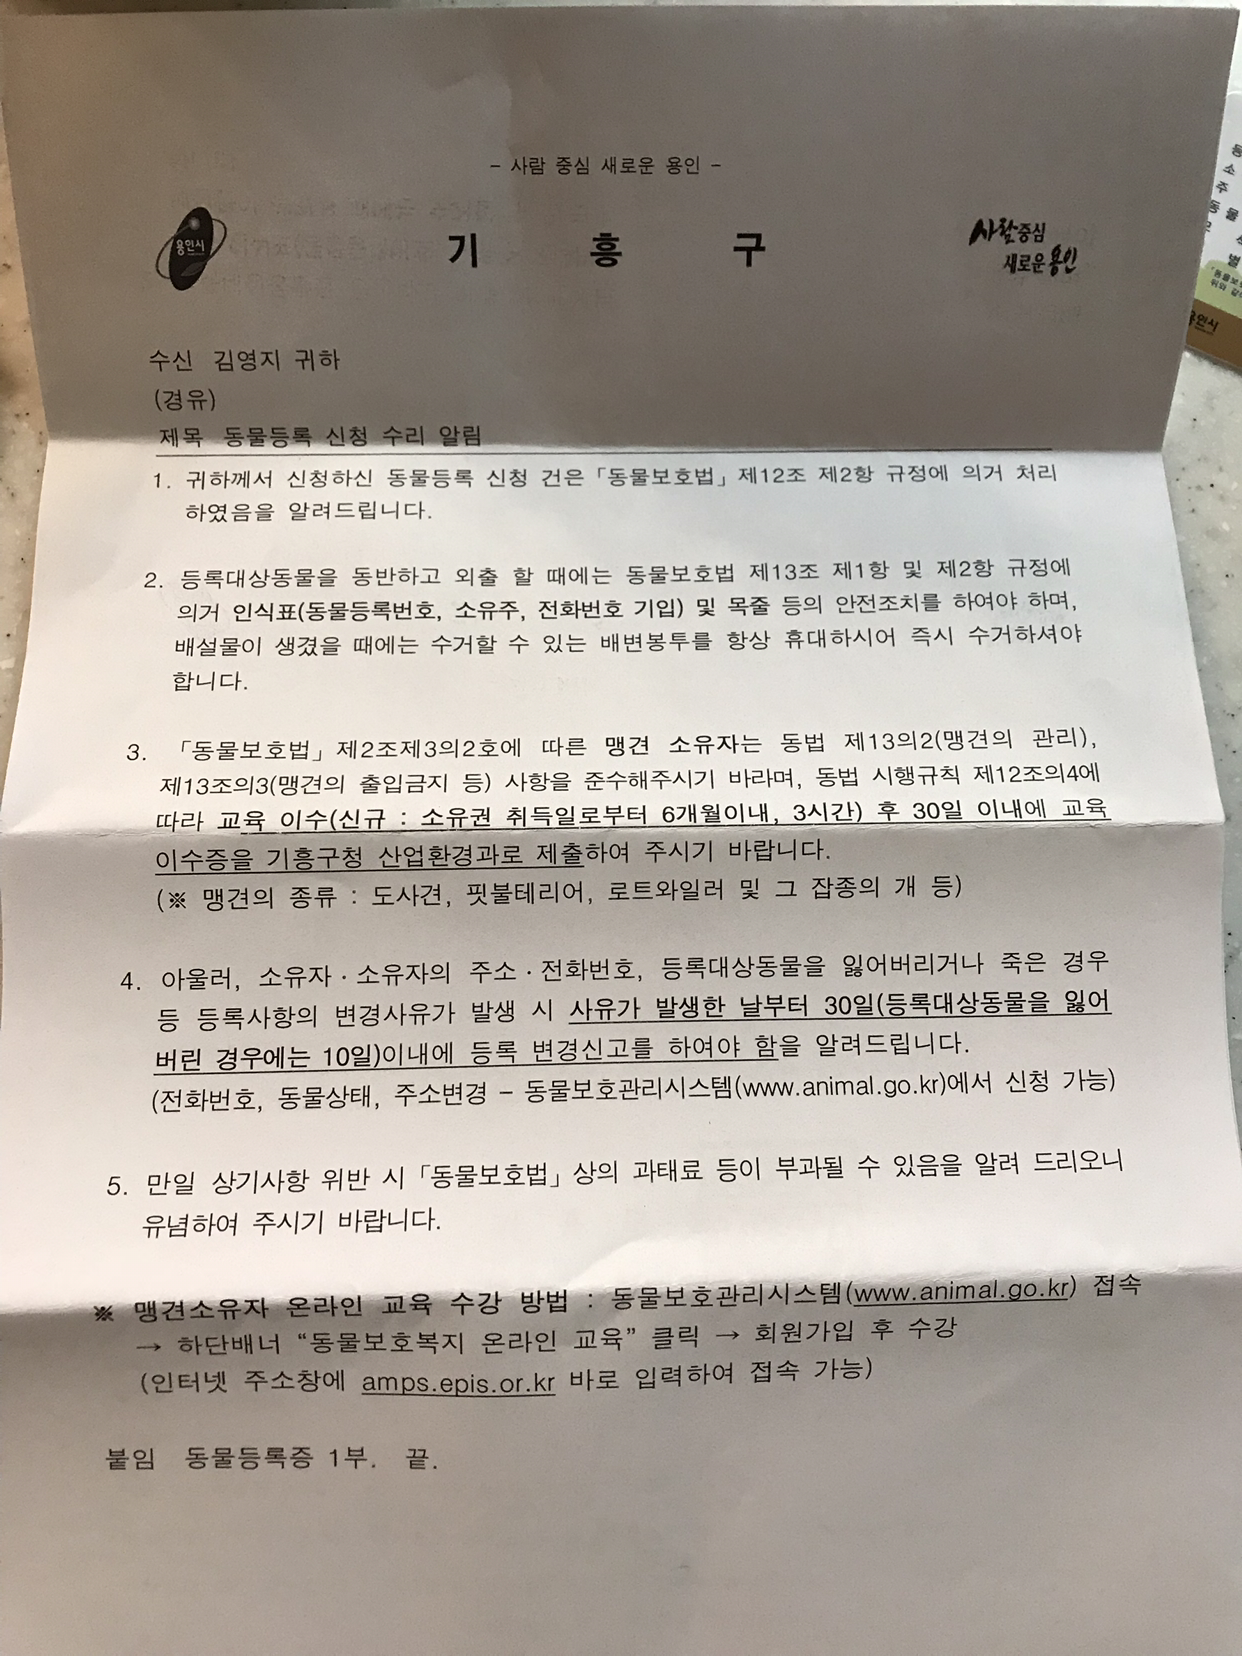 - 사람 중심 새로운 용인 -
용인시
기 흥 구
사람중심
새로운 용인
수신 김영지 귀하
(경유)
제목 동물등록 신청 수리 알림
1. 귀하께서 신청하신 동물등록 신청 건은「동물보호법」제12조 제2항 규정에 의거 처리
하였음을 알려드립니다.
2. 등록대상동물을 동반하고 외출 할 때에는 동물보호법 제13조 제1항 및 제2항 규정에
의거 인식표(동물등록번호, 소유주, 전화번호 기입) 및 목줄 등의 안전조치를 하여야 하며,
배설물이 생겼을 때에는 수거할 수 있는 배변봉투를 항상 휴대하시어 즉시 수거하셔야
합니다.
3. 「동물보호법」제2조제3의2호에 따른 맹견 소유자는 동법 제13의2(맹견의 관리),
제13조의3(맹견의 출입금지 등) 사항을 준수해주시기 바라며, 동법 시행규칙 제12조의4에
따라 교육 이수(신규 : 소유권 취득일로부터 6개월이내, 3시간) 후 30일 이내에 교육
이수증을 기흥구청 산업환경과로 제출하여 주시기 바랍니다.
(※ 맹견의 종류 : 도사견, 핏불테리어, 로트와일러 및 그 잡종의 개 등)
4. 아울러, 소유자·소유자의 주소·전화번호, 등록대상동물을 잃어버리거나 죽은 경우
등 등록사항의 변경사유가 발생 시 사유가 발생한 날부터 30일(등록대상동물을 잃어
버린 경우에는 10일)이내에 등록 변경신고를 하여야 함을 알려드립니다.
(전화번호, 동물상태, 주소변경 - 동물보호관리시스템(www.animal.go.kr)에서 신청 가능)
5. 만일 상기사항 위반 시「동물보호법」상의 과태료 등이 부과될 수 있음을 알려 드리오니
유념하여 주시기 바랍니다.
※ 맹견소유자 온라인 교육 수강 방법 : 동물보호관리시스템(www.animal.go.kr) 접속
→ 하단배너 “동물보호복지 온라인 교육” 클릭 → 회원가입 후 수강
(인터넷 주소창에 amps.epis.or.kr 바로 입력하여 접속 가능)
붙임 동물등록증 1부. 끝.